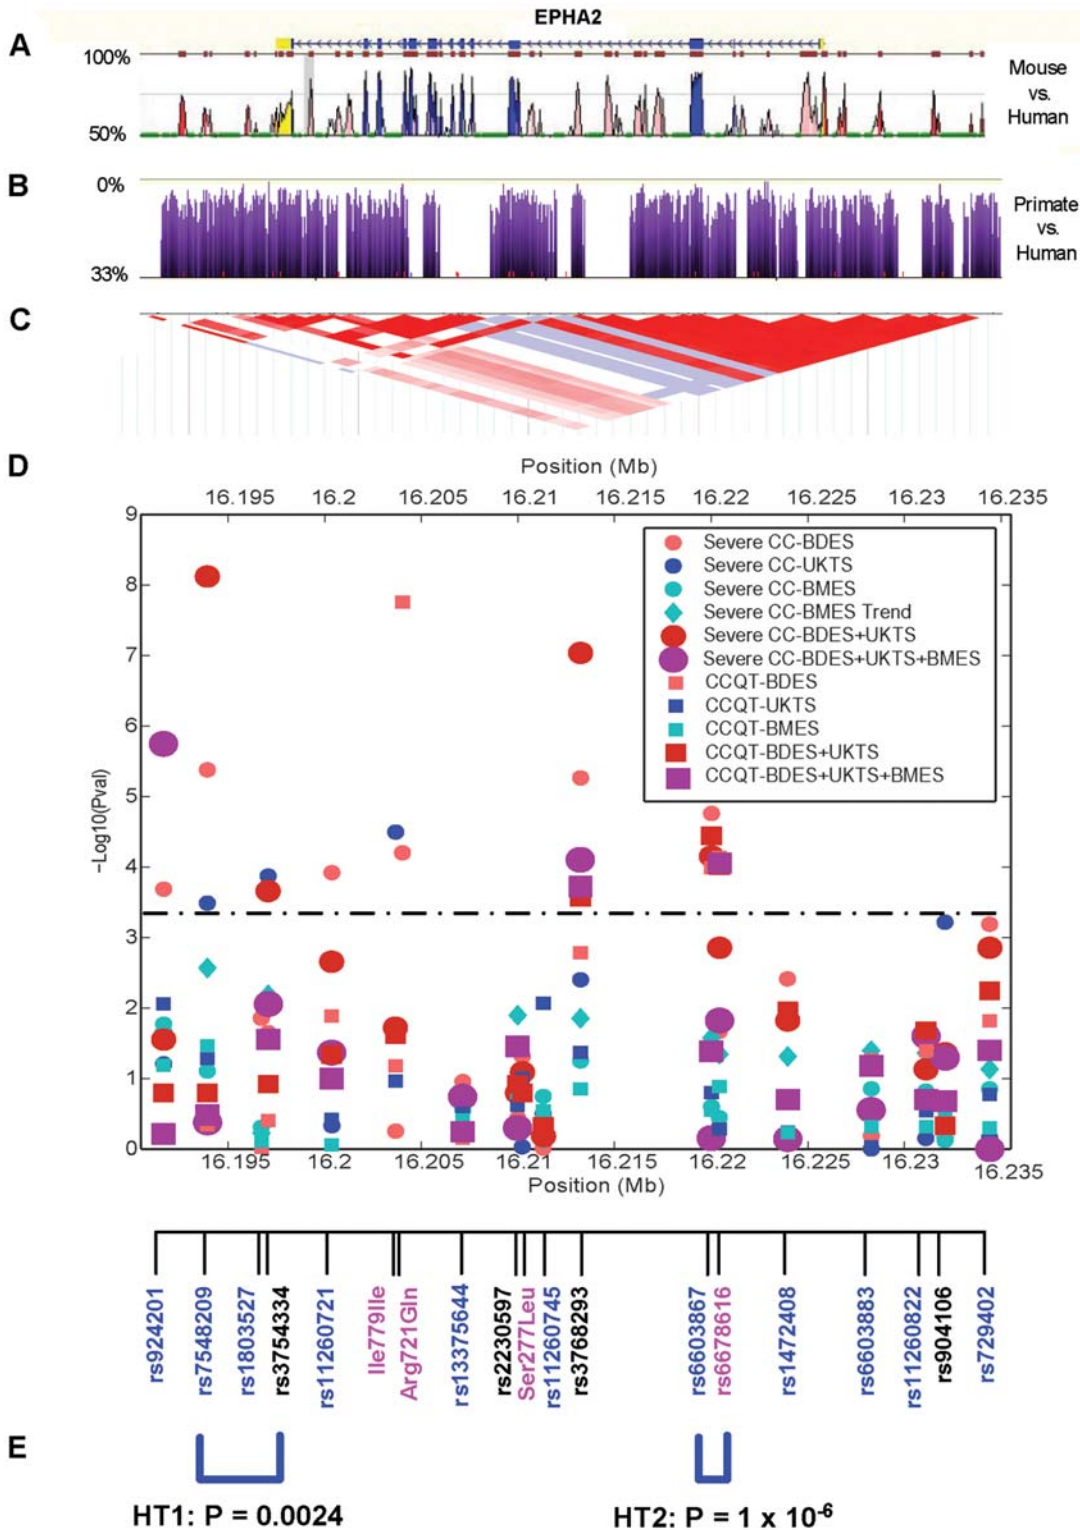 EPHA2
A
100%
50%
Mouse
vs.
Human
B
0%
33%
Primate
vs.
Human
C
D
Position (Mb)
16.195 16.2 16.205 16.21 16.215 16.22 16.225 16.23 16.235
9
8
7
6
5
4
3
2
1
0
−Log10(Pval)
Severe CC-BDES
Severe CC-UKTS
Severe CC-BMES
Severe CC-BMES Trend
Severe CC-BDES+UKTS
Severe CC-BDES+UKTS+BMES
CCQT-BDES
CCQT-UKTS
CCQT-BMES
CCQT-BDES+UKTS
CCQT-BDES+UKTS+BMES
16.195 16.2 16.205 16.21 16.215 16.22 16.225 16.23 16.235
Position (Mb)
rs924201
rs7548209
rs1803527
rs3754334
rs11260721
Ile779Ile
Arg721Gln
rs13375644
rs2230597
Ser277Leu
rs11260745
rs3768293
rs6603867
rs6678616
rs1472408
rs6603883
rs11260822
rs904106
rs729402
E
HT1: P = 0.0024
HT2: P = 1 x 10⁻⁶